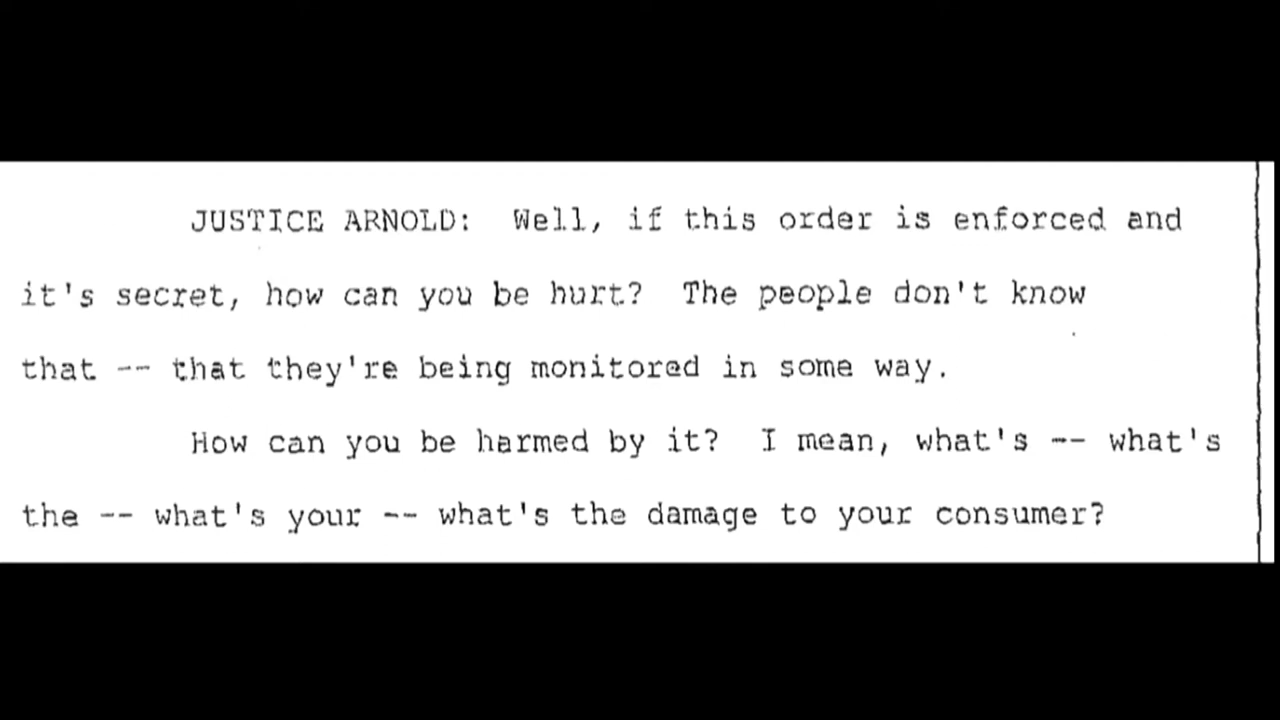 JUSTICE ARNOLD: Well, if this order is enforced and
it's secret, how can you be hurt? The people don't know
that -- that they're being monitored in some way.
How can you be harmed by it? I mean, what's -- what's
the -- what's your -- what's the damage to your consumer?